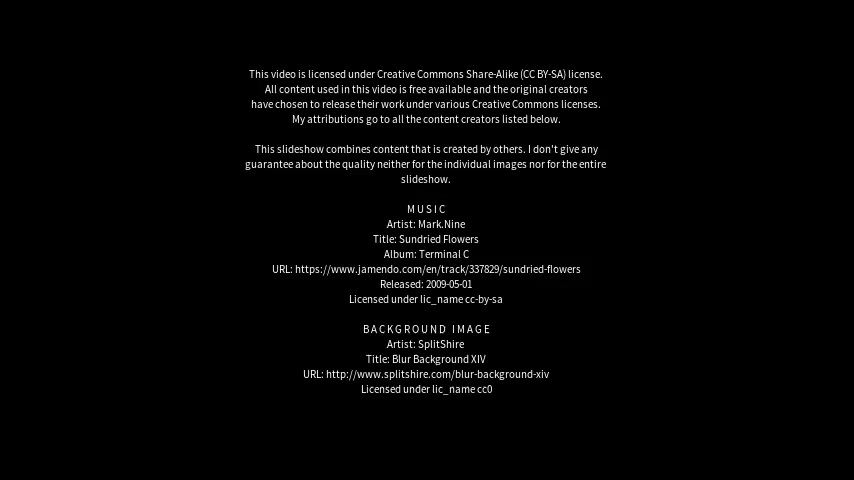 This video is licensed under Creative Commons Share-Alike (CC BY-SA) license.
All content used in this video is free available and the original creators
have chosen to release their work under various Creative Commons licenses.
My attributions go to all the content creators listed below.
This slideshow combines content that is created by others. I don't give any
guarantee about the quality neither for the individual images nor for the entire
slideshow.
MUSIC
Artist: Mark.Nine
Title: Sundried Flowers
Album: Terminal C
URL: https://www.jamendo.com/en/track/337829/sundried-flowers
Released: 2009-05-01
Licensed under lic_name cc-by-sa
BACKGROUND IMAGE
Artist: SplitShire
Title: Blur Background XIV
URL: http://www.splitshire.com/blur-background-xiv
Licensed under lic_name cc0